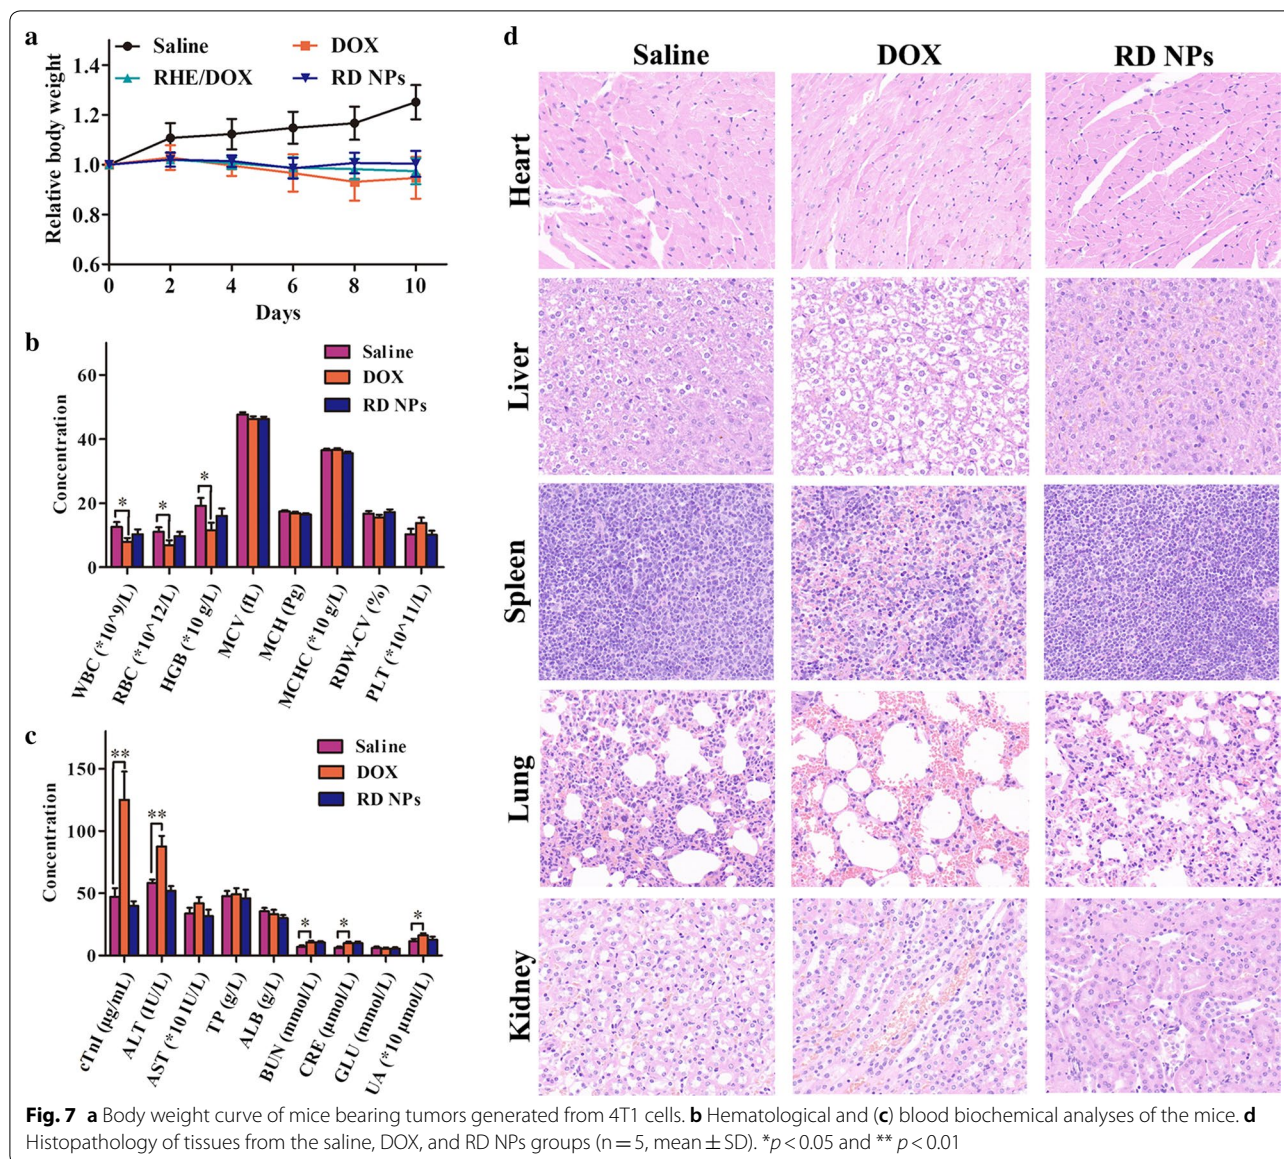 a
Saline
DOX
RHE/DOX
RD NPs
Relative body weight
1.4
1.2
1.0
0.8
0.6
0
2
4
6
8
10
Days
b
Saline
DOX
RD NPs
Concentration
60
40
20
0
*
*
*
WBC (*10^9/L)
RBC (*10^12/L)
HGB (*10 g/L)
MCV (fL)
MCH (Pg)
MCHC (*10 g/L)
RDW-CV (%)
PLT (*10^11/L)
c
Saline
DOX
RD NPs
Concentration
150
100
50
0
**
**
*
*
*
cTnI (µg/mL)
ALT (IU/L)
AST (*10 IU/L)
TP (g/L)
ALB (g/L)
BUN (mmol/L)
CRE (µmol/L)
GLU (mmol/L)
UA (*10 µmol/L)
d
Saline
DOX
RD NPs
Heart
Liver
Spleen
Lung
Kidney
Fig. 7 a Body weight curve of mice bearing tumors generated from 4T1 cells. b Hematological and (c) blood biochemical analyses of the mice. d
Histopathology of tissues from the saline, DOX, and RD NPs groups (n = 5, mean ± SD). *p < 0.05 and ** p < 0.01